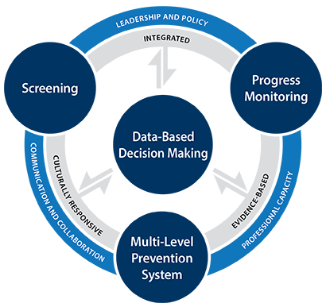 LEADERSHIP AND POLICY
INTEGRATED
Screening
Progress
Monitoring
Data-Based
Decision Making
COMMUNICATION AND COLLABORATION
CULTURALLY RESPONSIVE
EVIDENCE-BASED
PROFESSIONAL CAPACITY
Multi-Level
Prevention
System